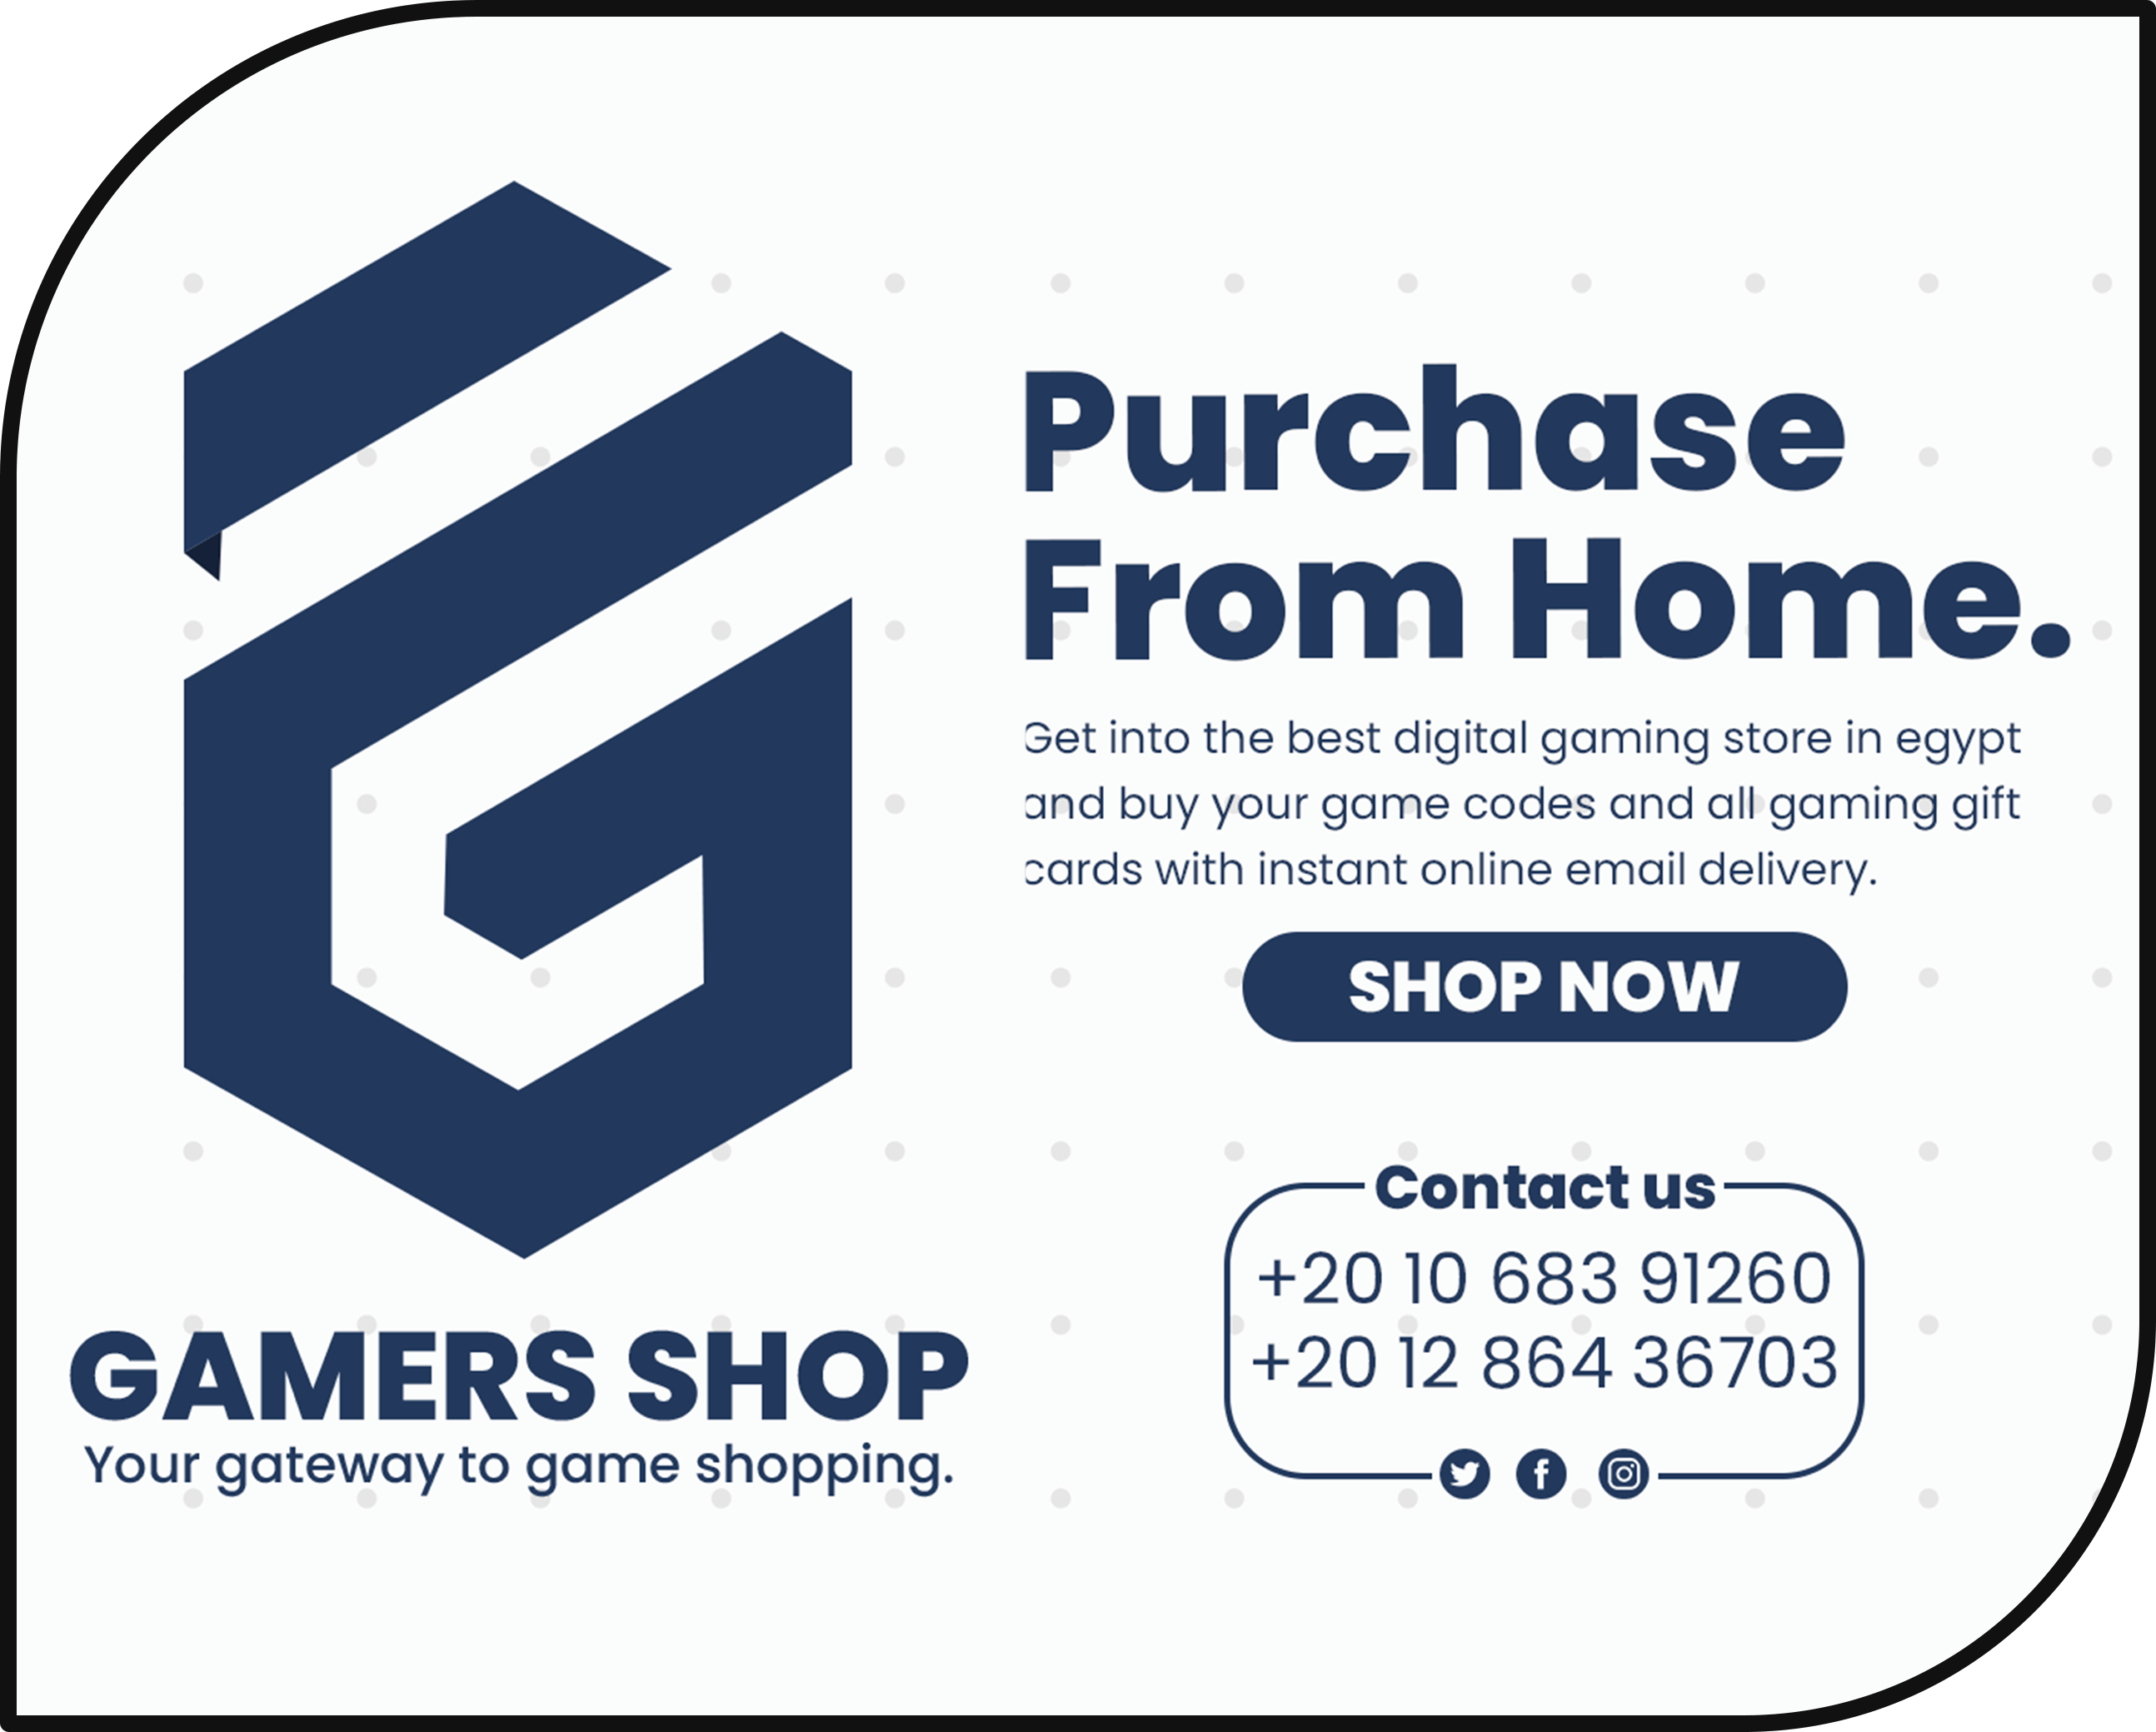 Purchase
From Home.
Get into the best digital gaming store in egypt
and buy your game codes and all gaming gift
cards with instant online email delivery.
SHOP NOW
Contact us
+20 10 683 91260
+20 12 864 36703
GAMERS SHOP
Your gateway to game shopping.